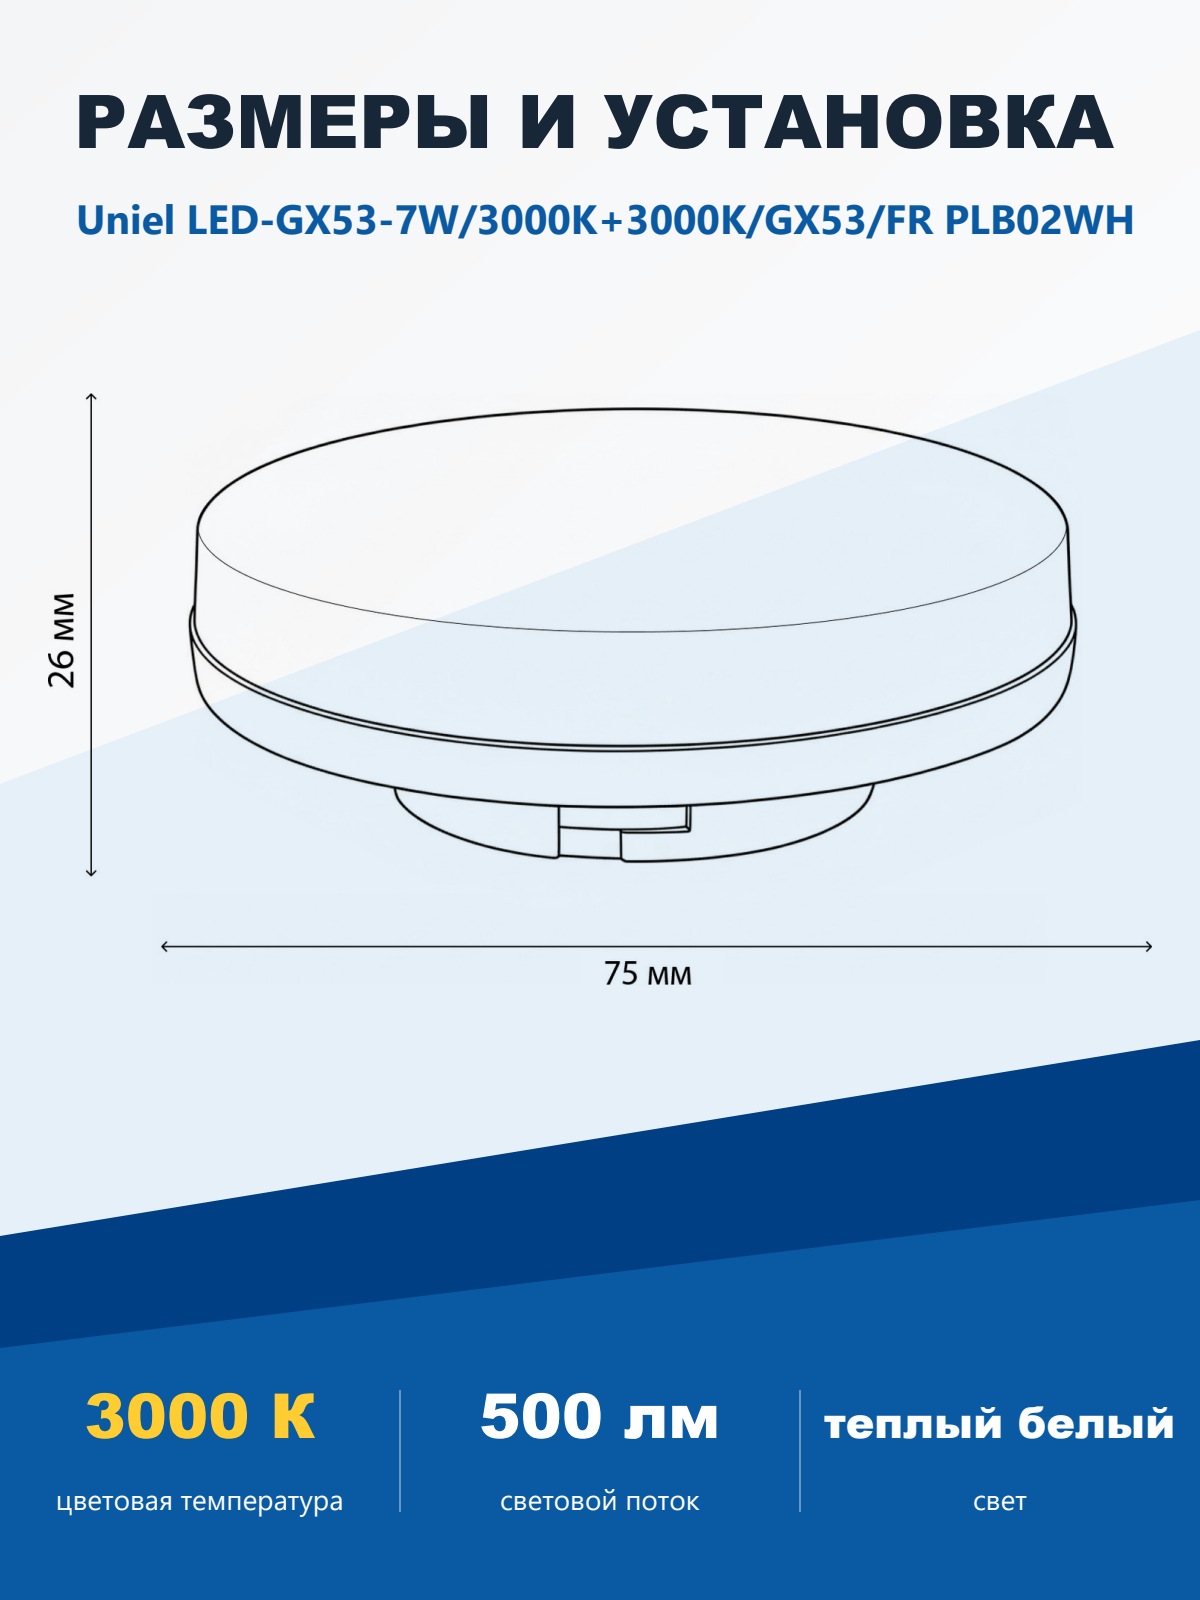 РАЗМЕРЫ И УСТАНОВКА
Uniel LED-GX53-7W/3000K+3000K/GX53/FR PLB02WH
26 мм
75 мм
3000 К
500 лм
теплый белый
цветовая температура
световой поток
свет